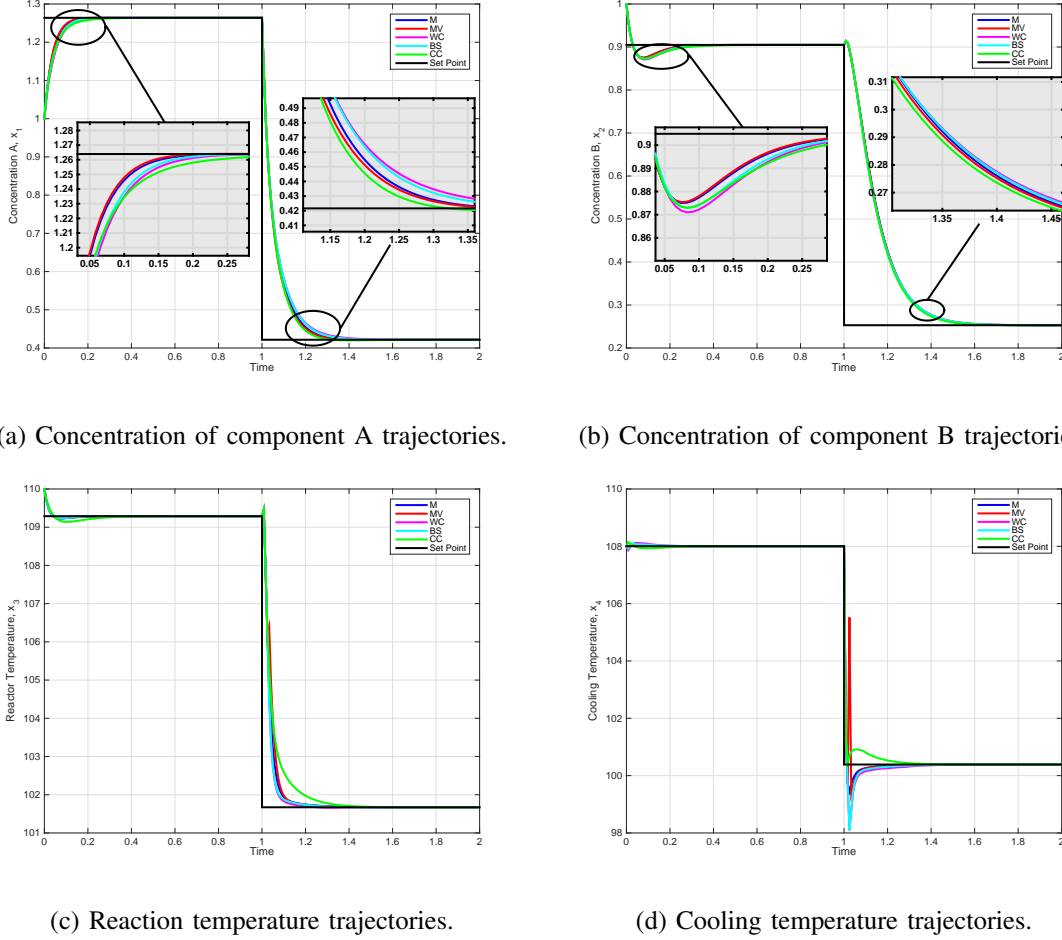 1.3
1.2
1.1
1
0.9
0.8
0.7
0.6
0.5
0.4
Concentration A, x1
0 0.2 0.4 0.6 0.8 1 1.2 1.4 1.6 1.8 2
Time
M
MV
WC
BS
CC
Set Point
1.28
1.27
1.26
1.24
1.23
1.22
1.21
1.2
0.05 0.1 0.15 0.2 0.25
0.49
0.48
0.47
0.46
0.45
0.44
0.43
0.42
0.41
1.15 1.2 1.25 1.3 1.35
1
0.9
0.8
0.7
0.6
0.5
0.4
0.3
0.2
Concentration B, x2
0 0.2 0.4 0.6 0.8 1 1.2 1.4 1.6 1.8 2
Time
M
MV
WC
BS
CC
Set Point
0.9
0.89
0.88
0.87
0.86
0.05 0.1 0.15 0.2 0.25
0.31
0.3
0.29
0.28
0.27
1.35 1.4 1.45
(a) Concentration of component A trajectories.
(b) Concentration of component B trajectorie
110
109
108
107
106
105
104
103
102
101
Reactor Temperature, x3
0 0.2 0.4 0.6 0.8 1 1.2 1.4 1.6 1.8 2
Time
M
MV
WC
BS
CC
Set Point
110
108
106
104
102
100
98
Cooling Temperature, x4
0 0.2 0.4 0.6 0.8 1 1.2 1.4 1.6 1.8 2
Time
M
MV
WC
BS
CC
Set Point
(c) Reaction temperature trajectories.
(d) Cooling temperature trajectories.